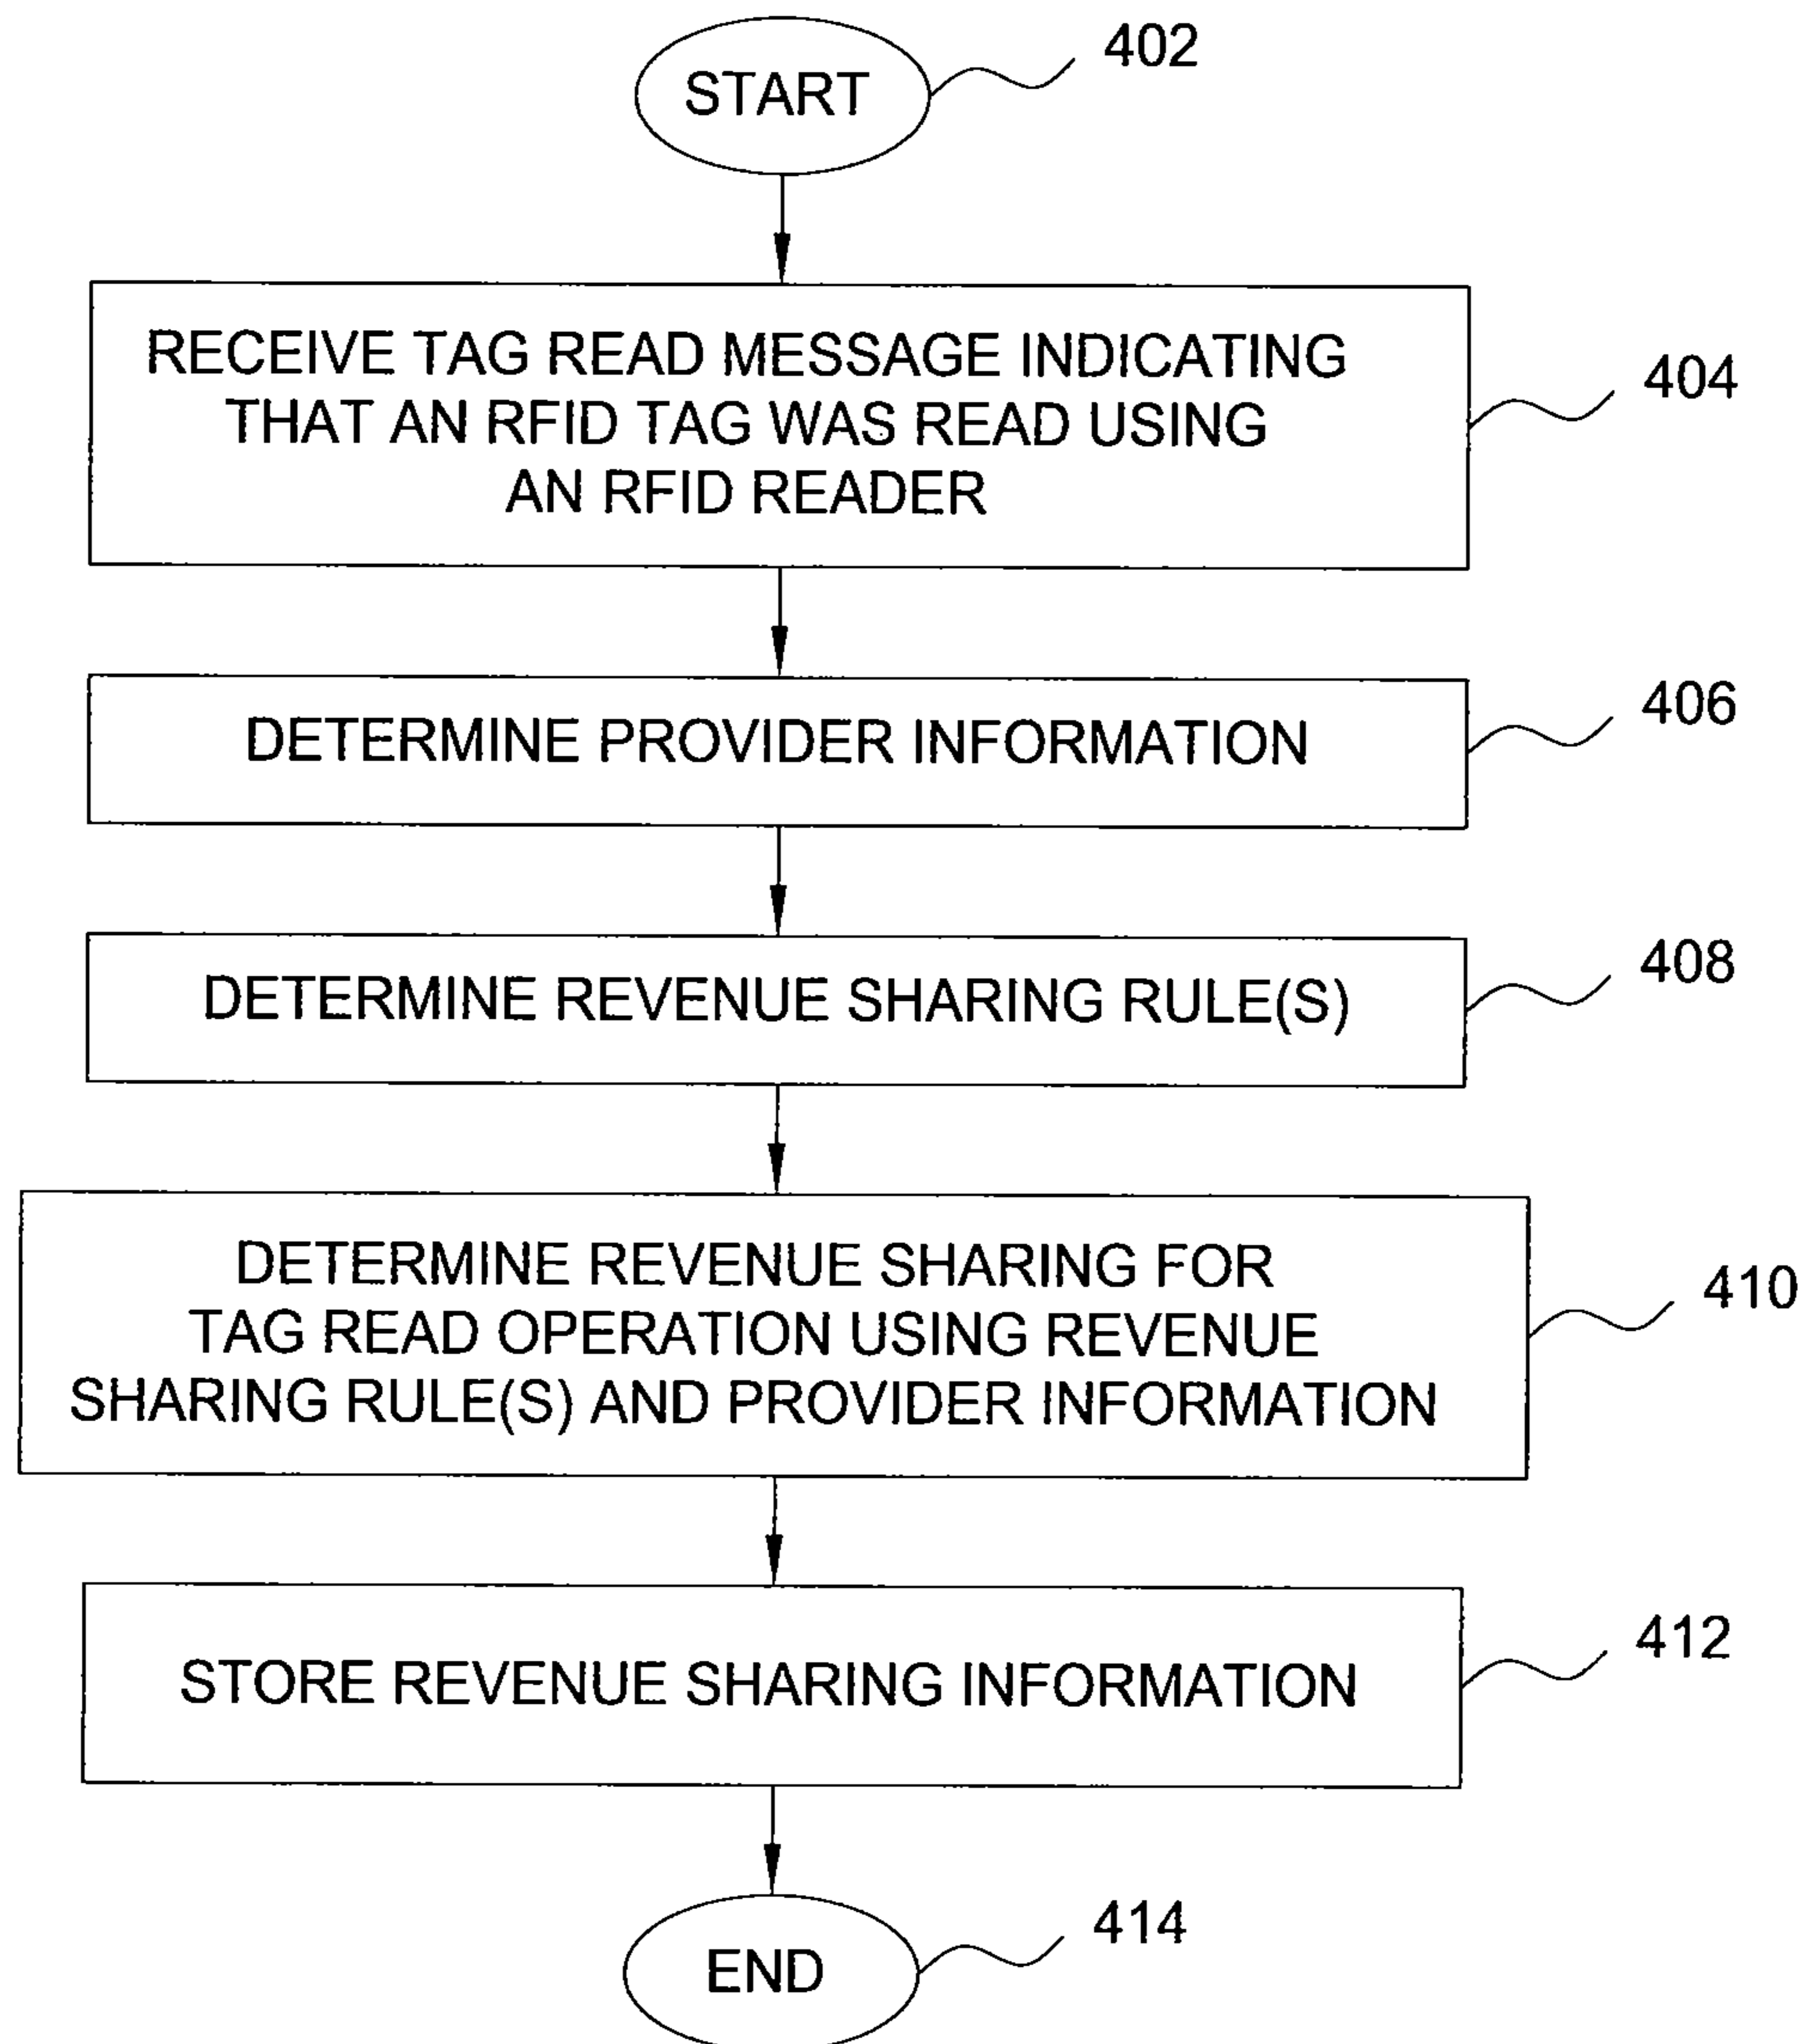 START
402
RECEIVE TAG READ MESSAGE INDICATING
THAT AN RFID TAG WAS READ USING
AN RFID READER
404
DETERMINE PROVIDER INFORMATION
406
DETERMINE REVENUE SHARING RULE(S)
408
DETERMINE REVENUE SHARING FOR
TAG READ OPERATION USING REVENUE
SHARING RULE(S) AND PROVIDER INFORMATION
410
STORE REVENUE SHARING INFORMATION
412
END
414